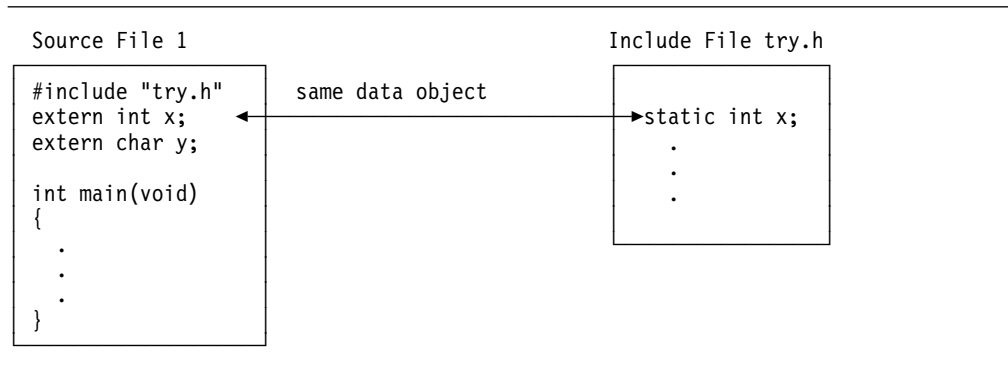 Source File 1
Include File try.h
#include "try.h"
extern int x;
extern char y;
int main(void)
{
.
.
.
}
same data object
static int x;
.
.
.